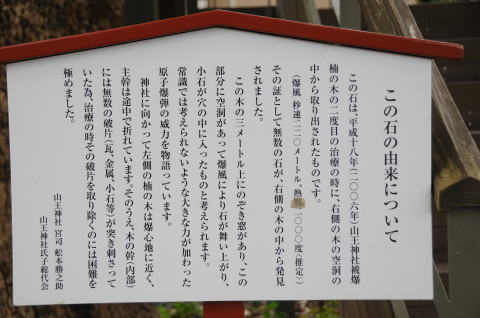 この石の由来について
この石は、平成十八年(二〇〇六年)山王神社被爆
楠の木の二度目の治療の時に、右側の木の空洞の
中から取り出されたものです。
(爆風 秒速二二〇メートル、熱 二〇〇〇度(推定)
その証として無数の石が、右側の木の中から発見
されました。
この木の三メートル上にのぞき窓があり、この
部分に空洞があって爆風により石が舞い上がり、
小石が穴の中に入ったものと考えられます。
常識では考えられないような大きな力が加わった
原子爆弾の威力を物語っています。
神社に向かって左側の楠の木は爆心地に近く、
主幹は途中で折れています。そのうえ、木の幹(内部)
には無数の破片(瓦、金属、小石等)が突き刺さって
いた為、治療の時その破片を取り除くのには困難を
極めました。
山王神社 宮司 舩本勝之助
山王神社氏子総代会